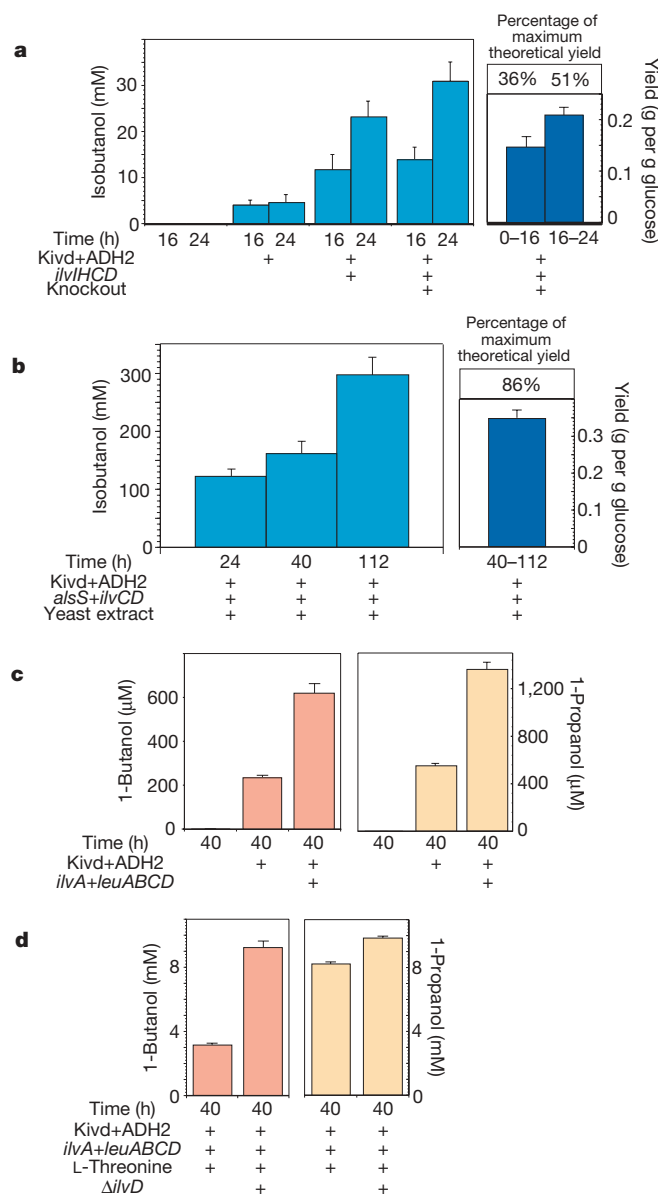 a
Percentage of
maximum
theoretical yield
36% 51%
Isobutanol (mM)
30
20
10
0
Yield (g per g glucose)
0.2
0.1
0
Time (h) 16 24 16 24 16 24 16 24 0–16 16–24
Kivd+ADH2 + + + +
ilvIHCD + + +
Knockout + +
b
Percentage of
maximum
theoretical yield
86%
Isobutanol (mM)
300
200
100
0
Yield (g per g glucose)
0.3
0.2
0.1
0
Time (h) 24 40 112 40–112
Kivd+ADH2 + + + +
alsS+ilvCD + + + +
Yeast extract + + + +
c
1-Butanol (µM)
600
400
200
0
1-Propanol (µM)
1,200
800
400
0
Time (h) 40 40 40 40 40 40
Kivd+ADH2 + + + +
ilvA+leuABCD + +
d
1-Butanol (mM)
8
4
0
1-Propanol (mM)
8
4
0
Time (h) 40 40 40 40
Kivd+ADH2 + + + +
ilvA+leuABCD + + + +
L-Threonine + + + +
ΔilvD + +